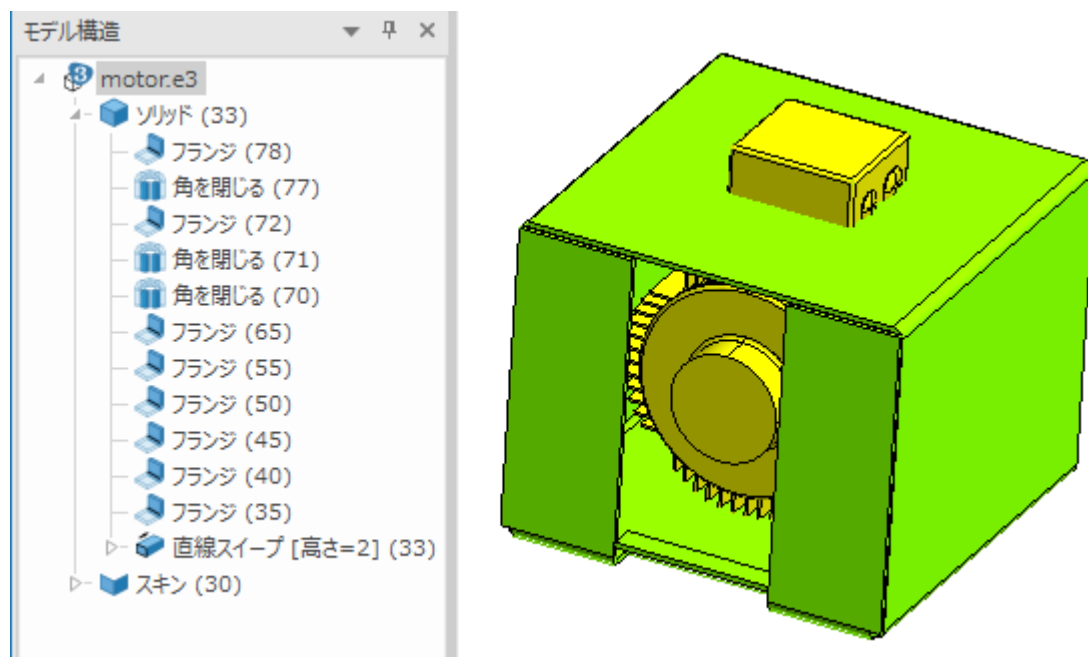 モデル構造
motor.e3
ソリッド (33)
フランジ (78)
角を閉じる (77)
フランジ (72)
角を閉じる (71)
角を閉じる (70)
フランジ (65)
フランジ (55)
フランジ (50)
フランジ (45)
フランジ (40)
フランジ (35)
直線スイープ [高さ=2] (33)
スキン (30)